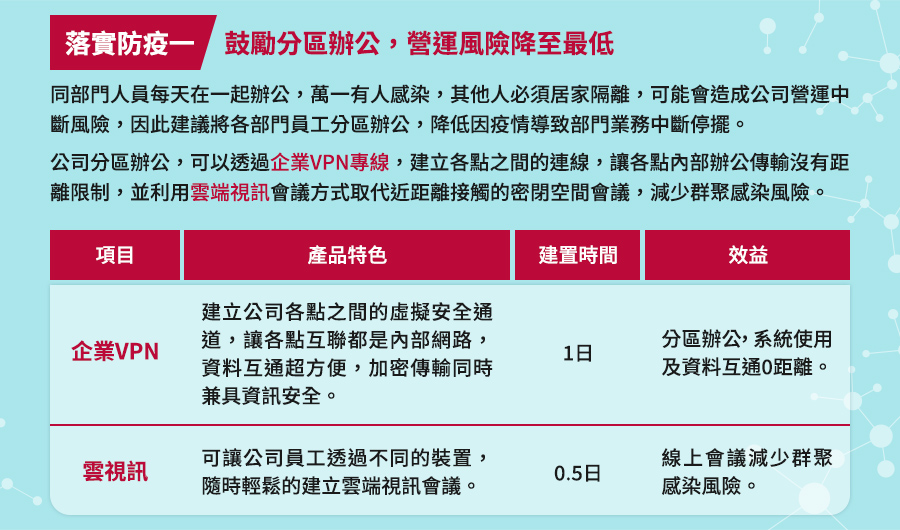 落實防疫一 鼓勵分區辦公，營運風險降至最低
同部門人員每天在一起辦公，萬一有人感染，其他人必須居家隔離，可能會造成公司營運中
斷風險，因此建議將各部門員工分區辦公，降低因疫情導致部門業務中斷停擺。
公司分區辦公，可以透過企業VPN專線，建立各點之間的連線，讓各點內部辦公傳輸沒有距
離限制，並利用雲端視訊會議方式取代近距離接觸的密閉空間會議，減少群聚感染風險。
項目 產品特色 建置時間 效益
企業VPN
建立公司各點之間的虛擬安全通
道，讓各點互聯都是內部網路，
資料互通超方便，加密傳輸同時
兼具資訊安全。
1日
分區辦公，系統使用
及資料互通0距離。
雲視訊
可讓公司員工透過不同的裝置，
隨時輕鬆的建立雲端視訊會議。
0.5日
線上會議減少群聚
感染風險。